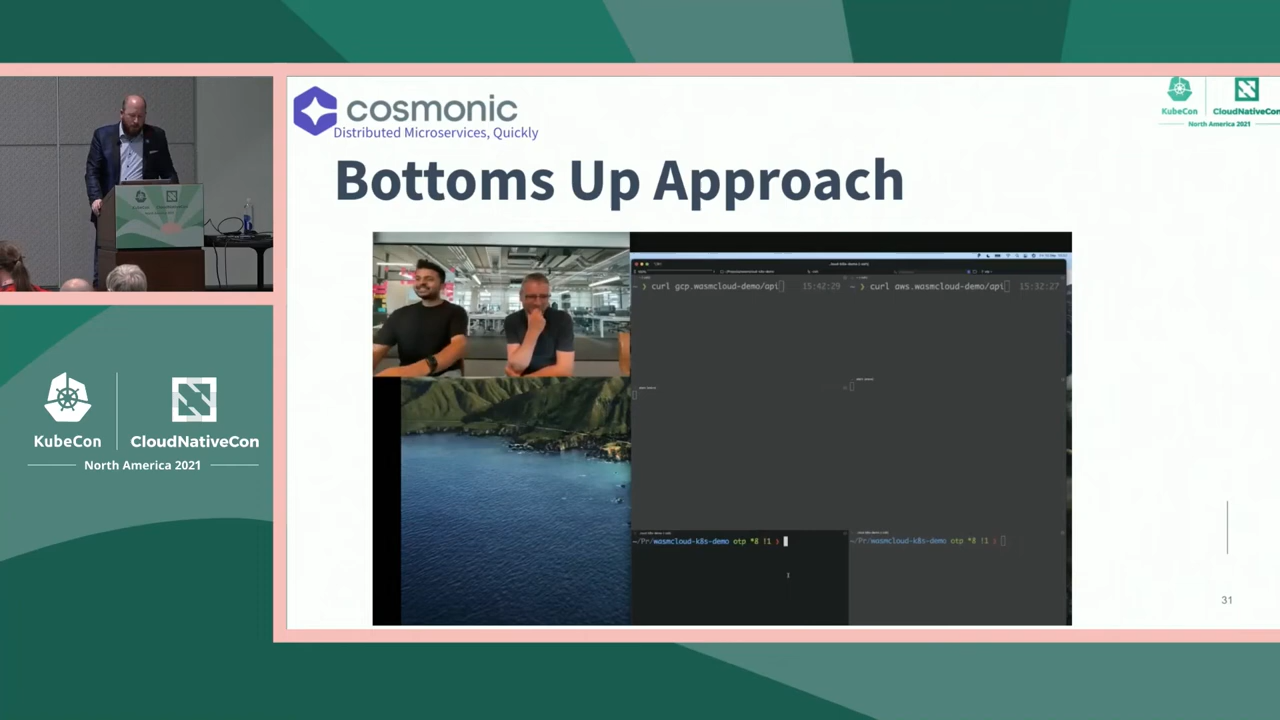 cosmonic
Distributed Microservices, Quickly
KubeCon
CloudNativeCon
North America 2021
Bottoms Up Approach
~ ❯ curl gcp.wasmcloud-demo/api 15:42:29
~ ❯ curl aws.wasmcloud-demo/api 15:32:27
~/Pr/wasmcloud-k8s-demo otp *8 !1 ❯
~/Pr/wasmcloud-k8s-demo otp *8 !1 ❯
31
KubeCon
CloudNativeCon
North America 2021